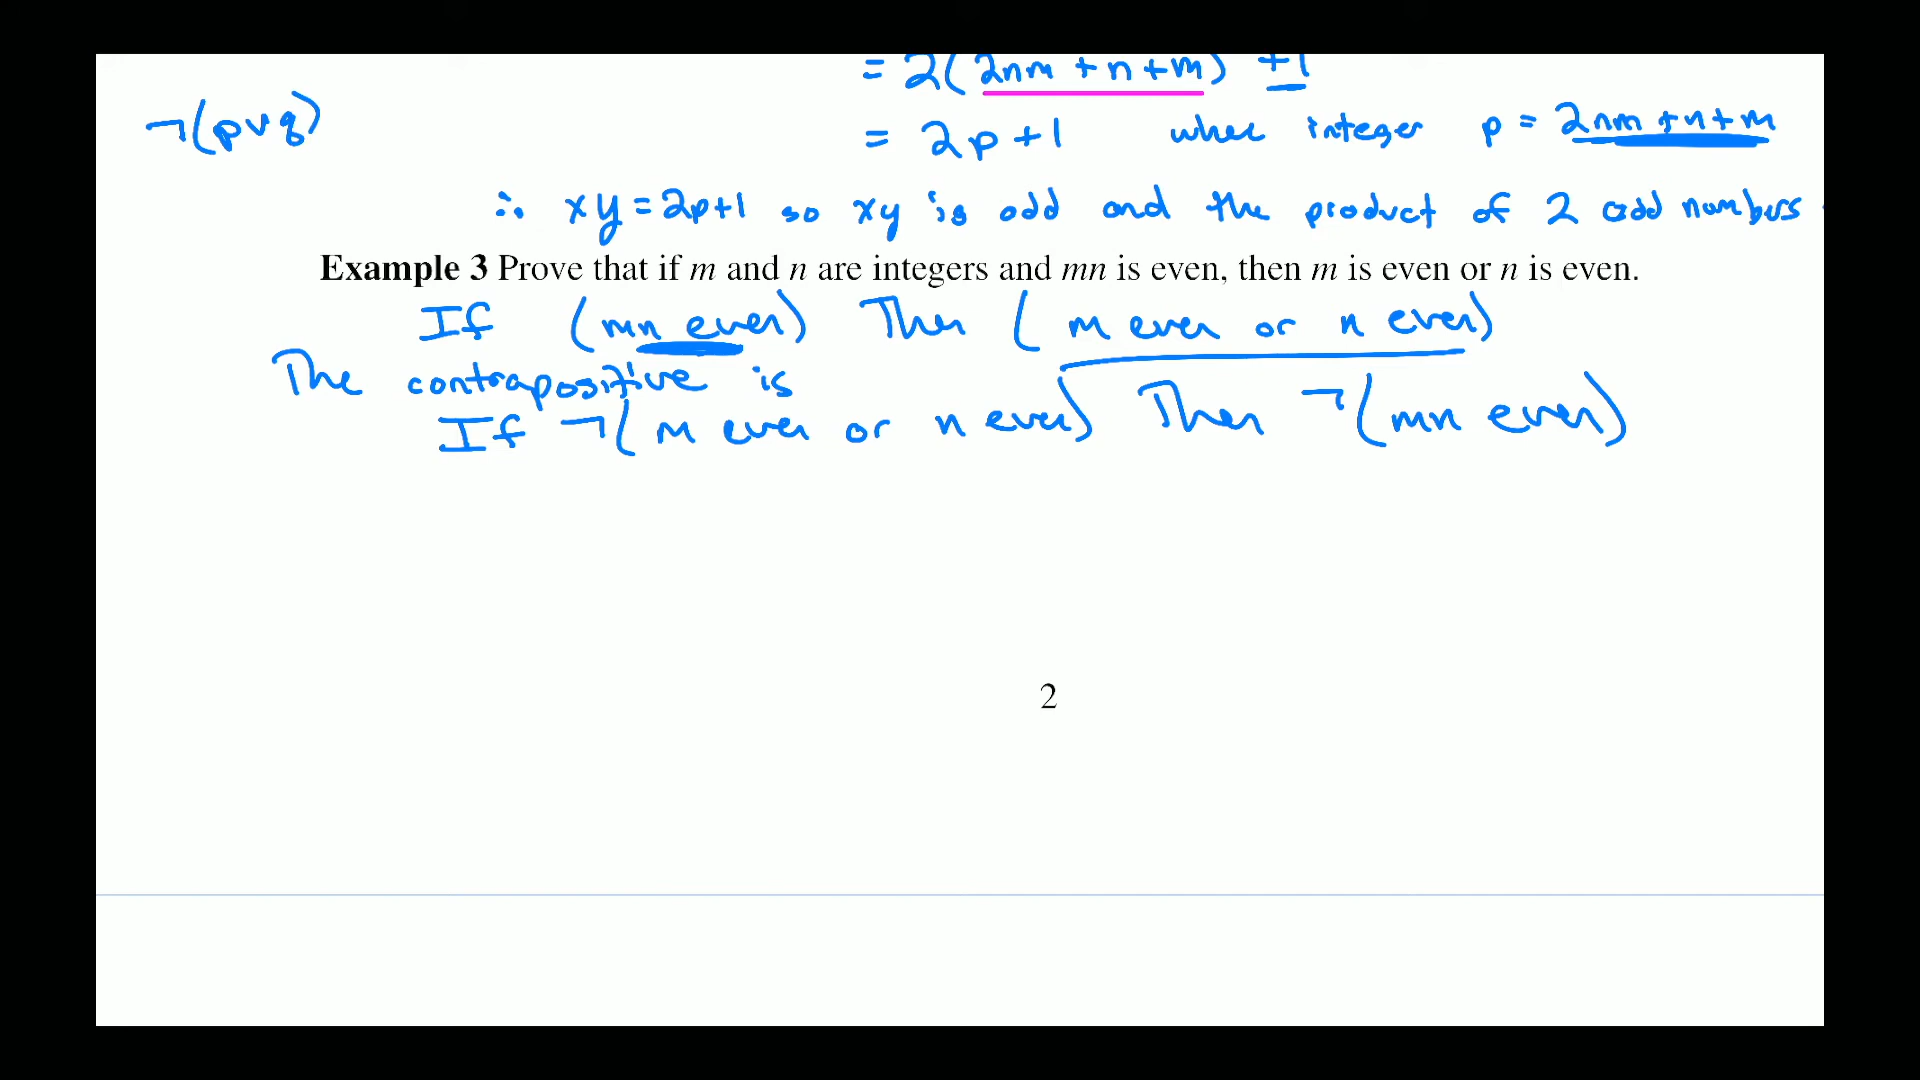 = 2(2nm + n + m) + 1
¬(p∨q)
= 2p + 1 where integer p = 2nm + n + m
∴ xy = 2p+1 so xy is odd and the product of 2 odd numbers
Example 3 Prove that if m and n are integers and mn is even, then m is even or n is even.
If (mn even) Then (m even or n even)
The contrapositive is
If ¬(m even or n even) Then ¬(mn even)
2